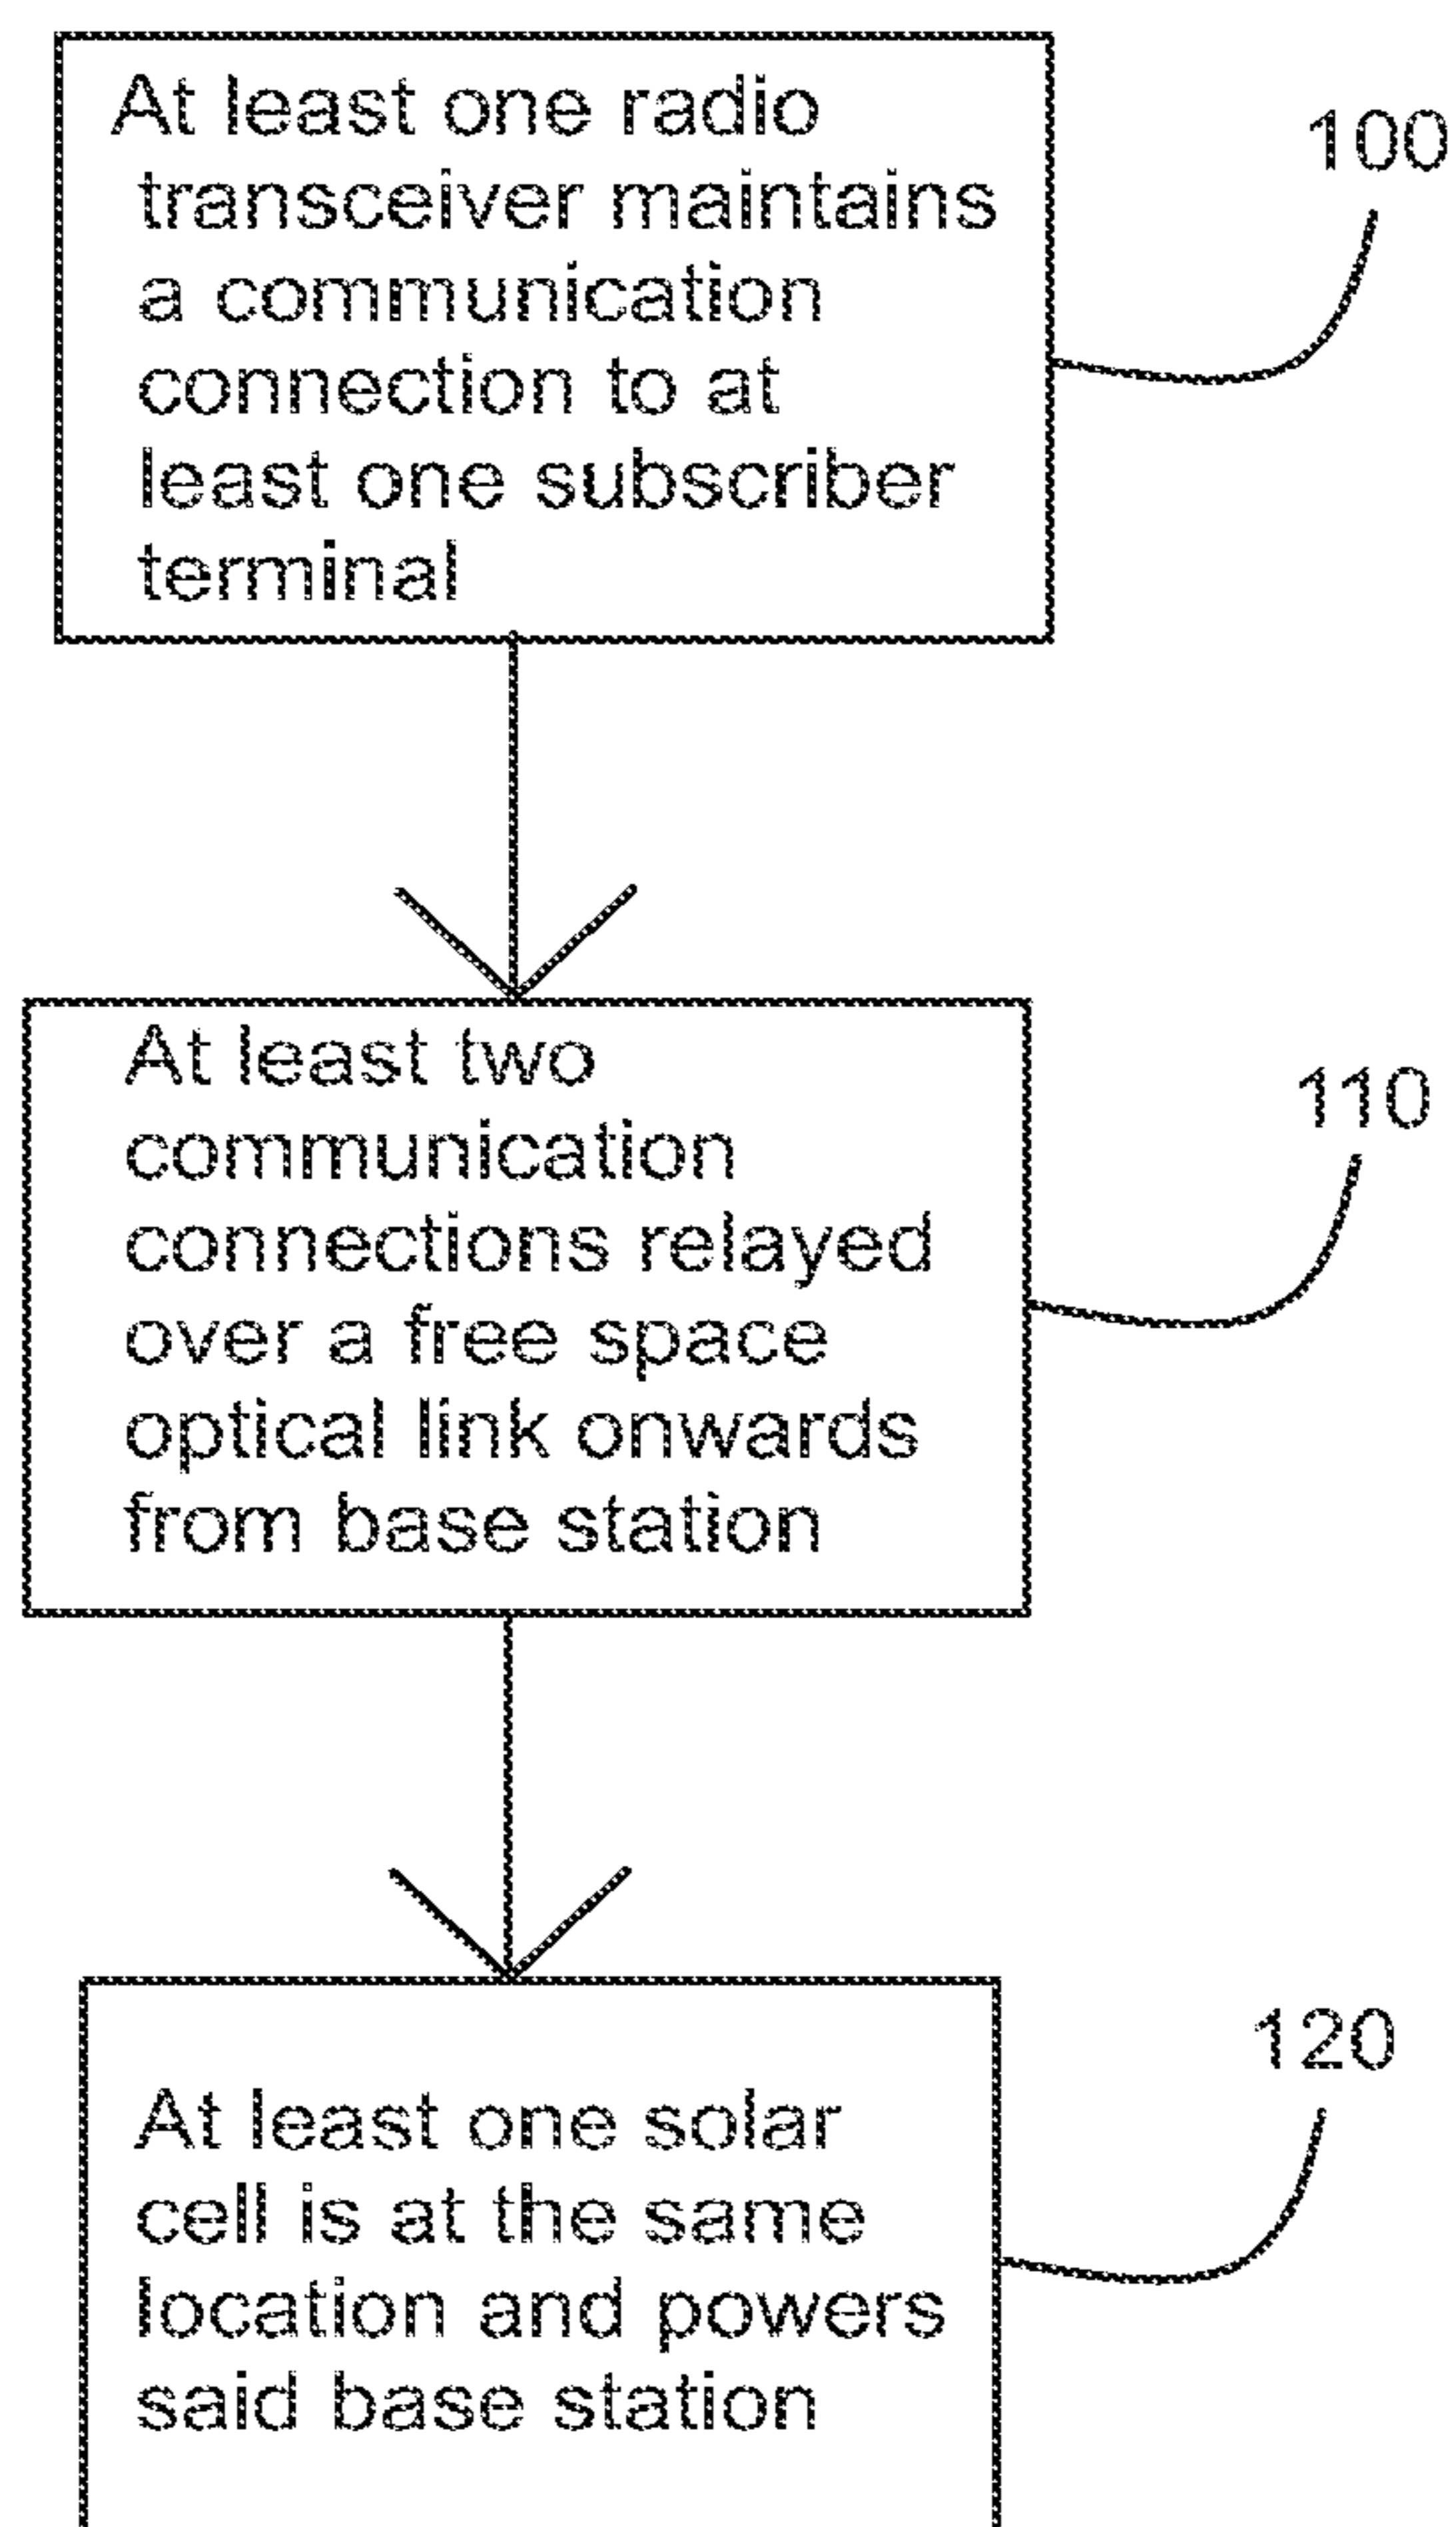 At least one radio
transceiver maintains
a communication
connection to at
least one subscriber
terminal
100
At least two
communication
connections relayed
over a free space
optical link onwards
from base station
110
At least one solar
cell is at the same
location and powers
said base station
120